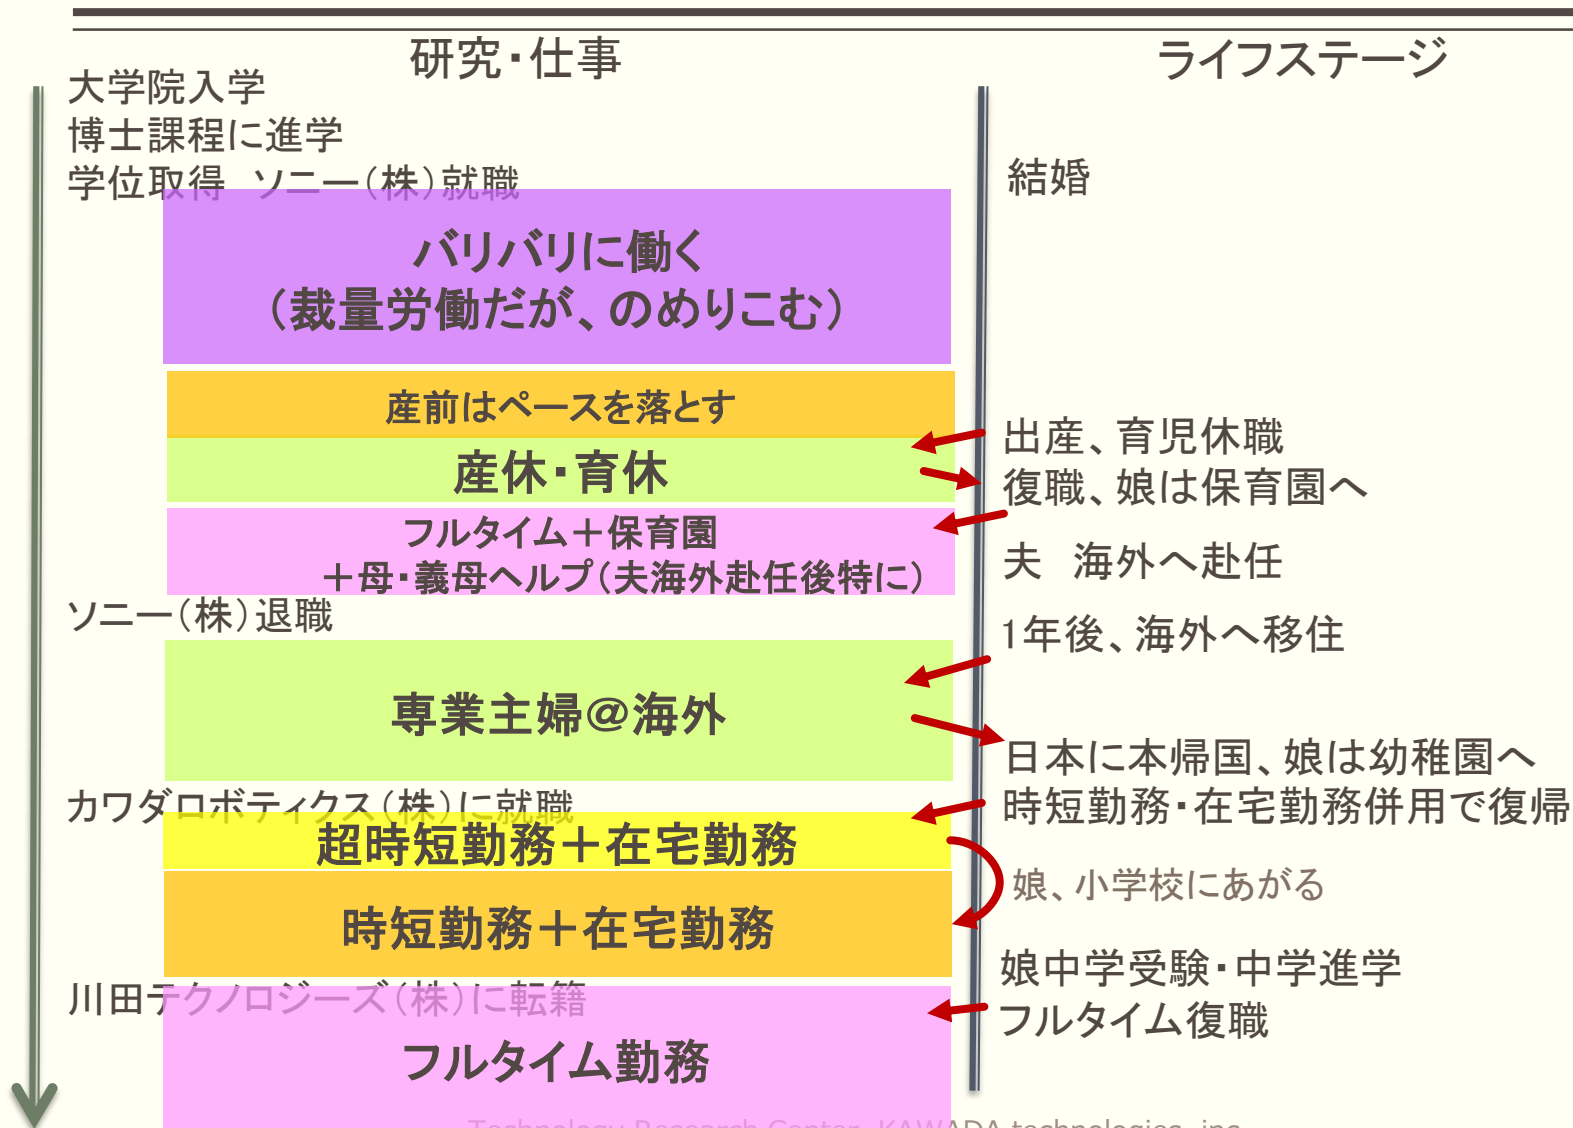 研究・仕事
ライフステージ
大学院入学
博士課程に進学
学位取得　ソニー（株）就職
結婚
バリバリに働く
（裁量労働だが、のめりこむ）
産前はペースを落とす
出産、育児休職
産休・育休
復職、娘は保育園へ
フルタイム＋保育園
＋母・義母ヘルプ（夫海外赴任後特に）
夫　海外へ赴任
ソニー（株）退職
1年後、海外へ移住
専業主婦＠海外
日本に本帰国、娘は幼稚園へ
カワダロボティクス（株）に就職
時短勤務・在宅勤務併用で復帰
超時短勤務＋在宅勤務
娘、小学校にあがる
時短勤務＋在宅勤務
娘中学受験・中学進学
川田テクノロジーズ（株）に転籍
フルタイム復職
フルタイム勤務
Technology Research Center, KAWADA technologies, inc.